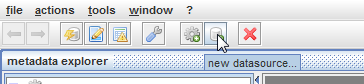 file actions tools window ?
metadata explorer
new datasource...